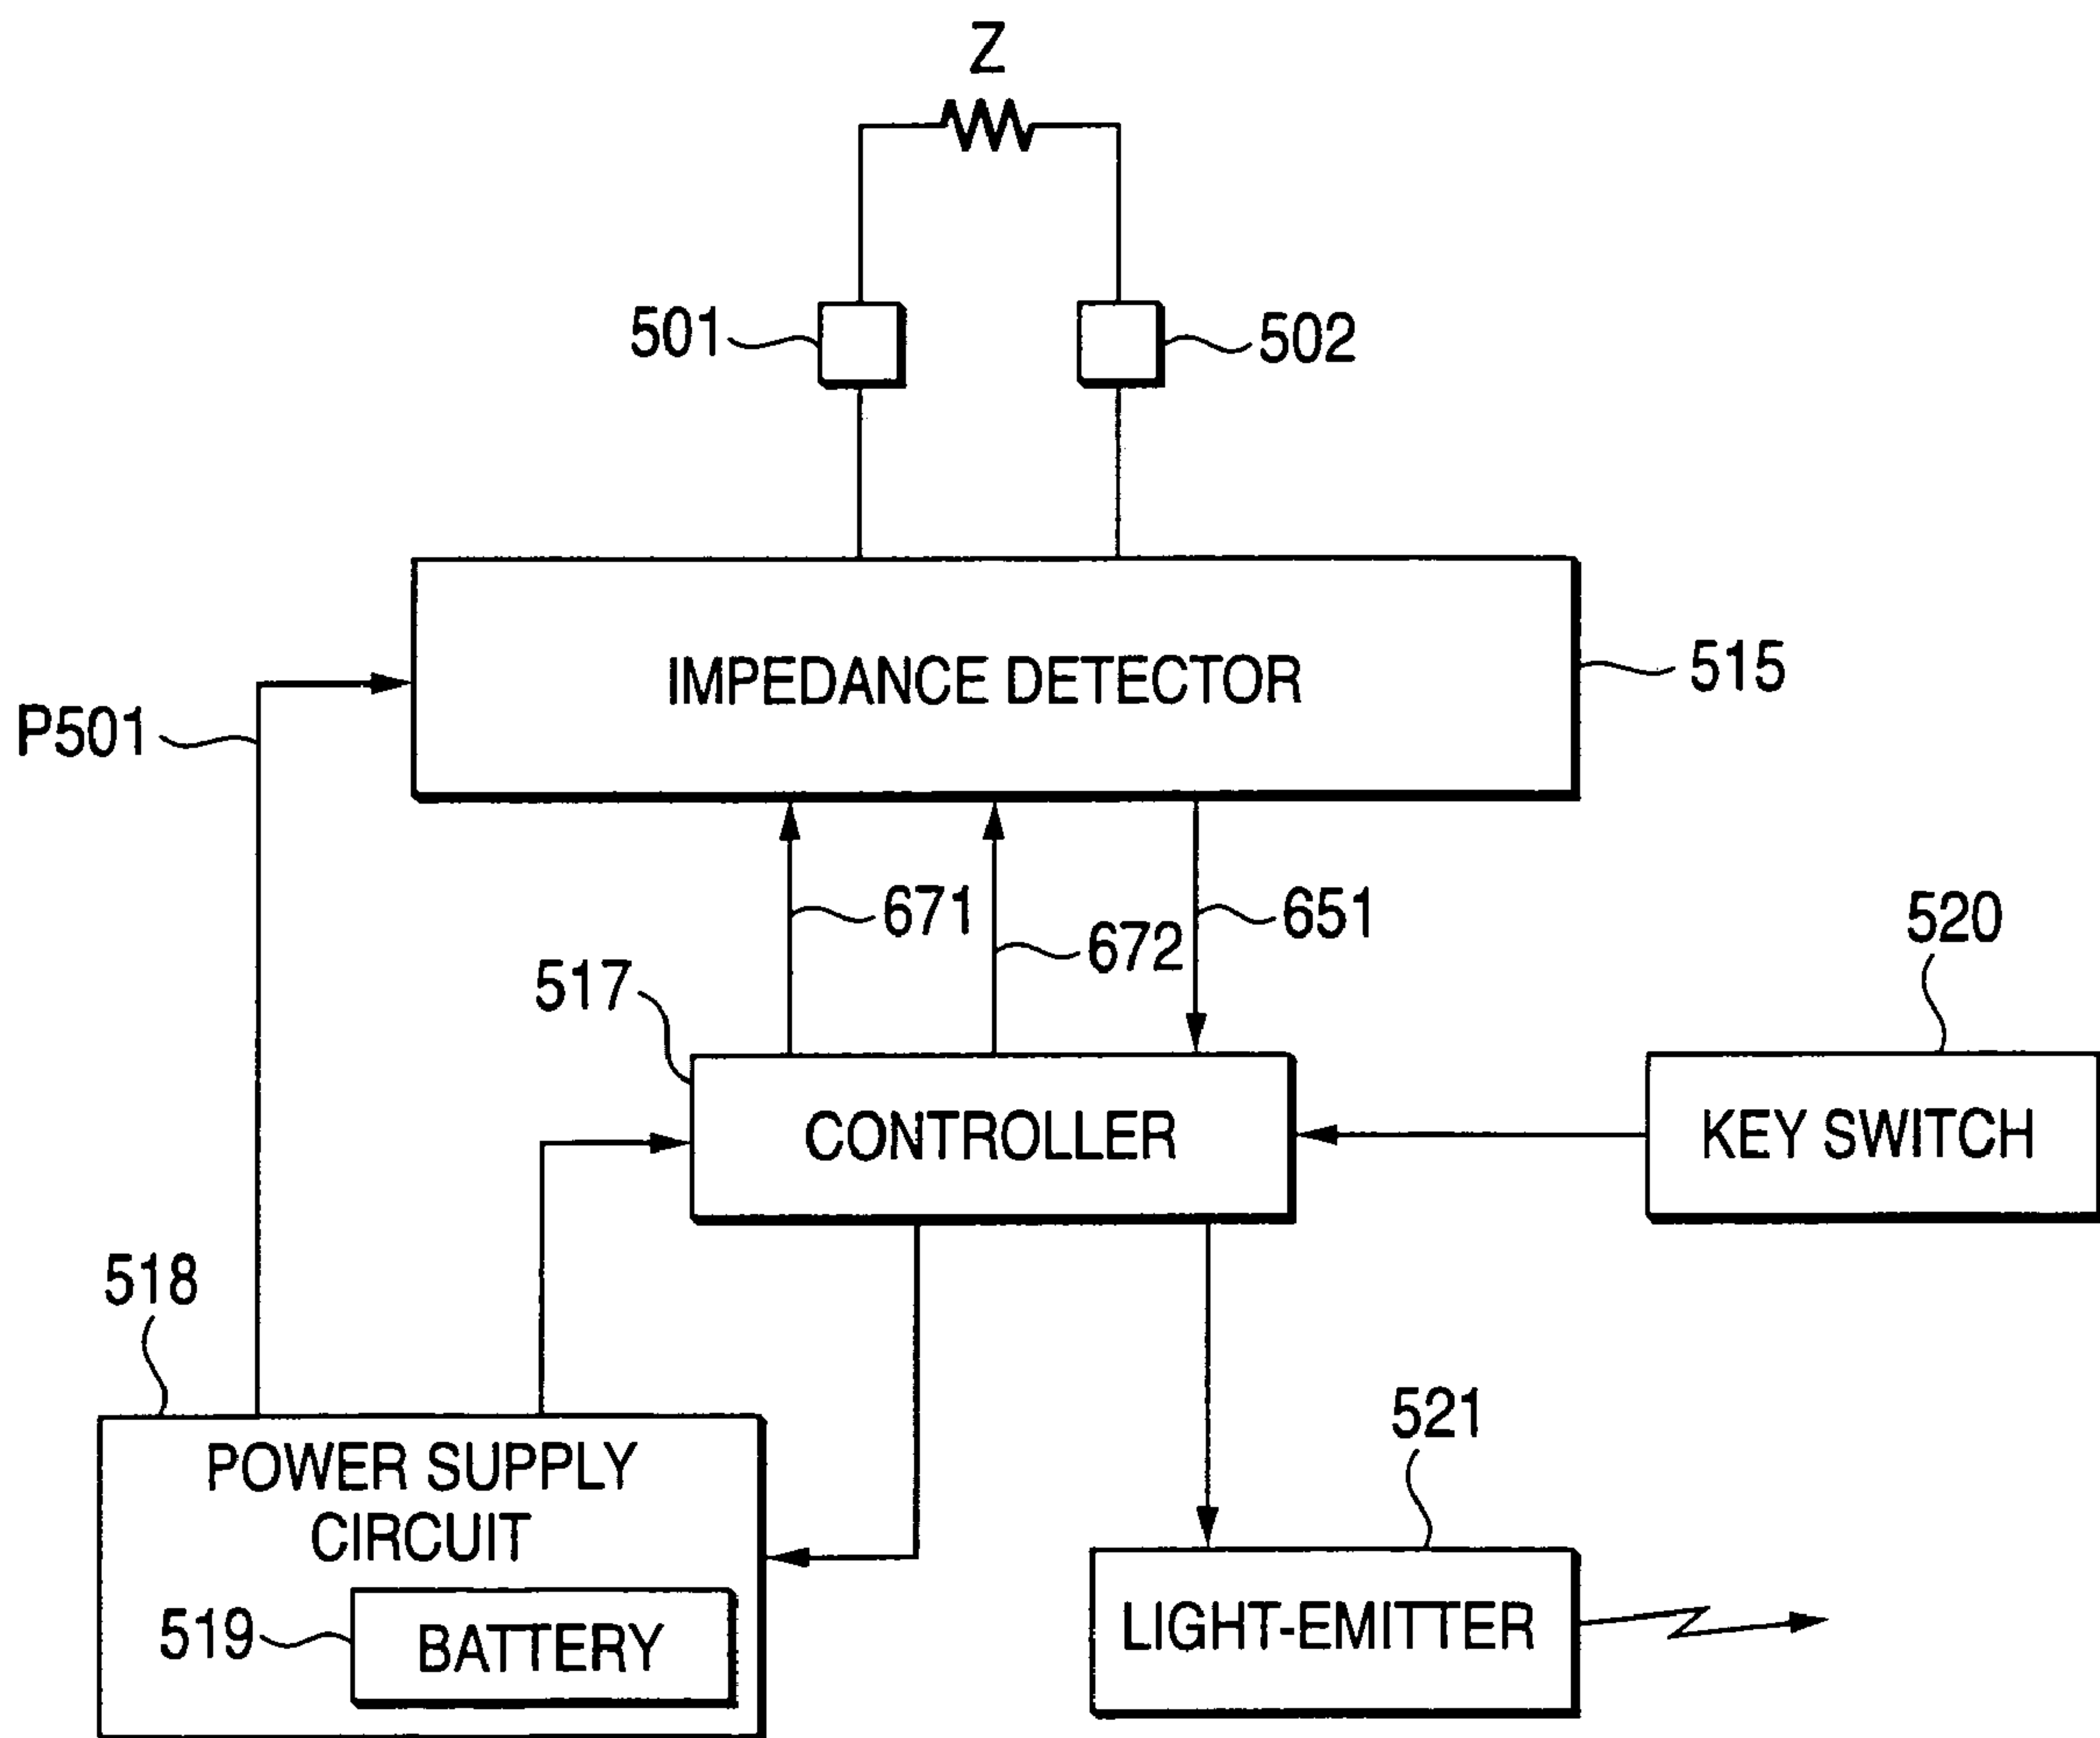 Z
501
502
IMPEDANCE DETECTOR
515
P501
671
672
651
520
517
CONTROLLER
KEY SWITCH
518
POWER SUPPLY
CIRCUIT
521
519
BATTERY
LIGHT-EMITTER